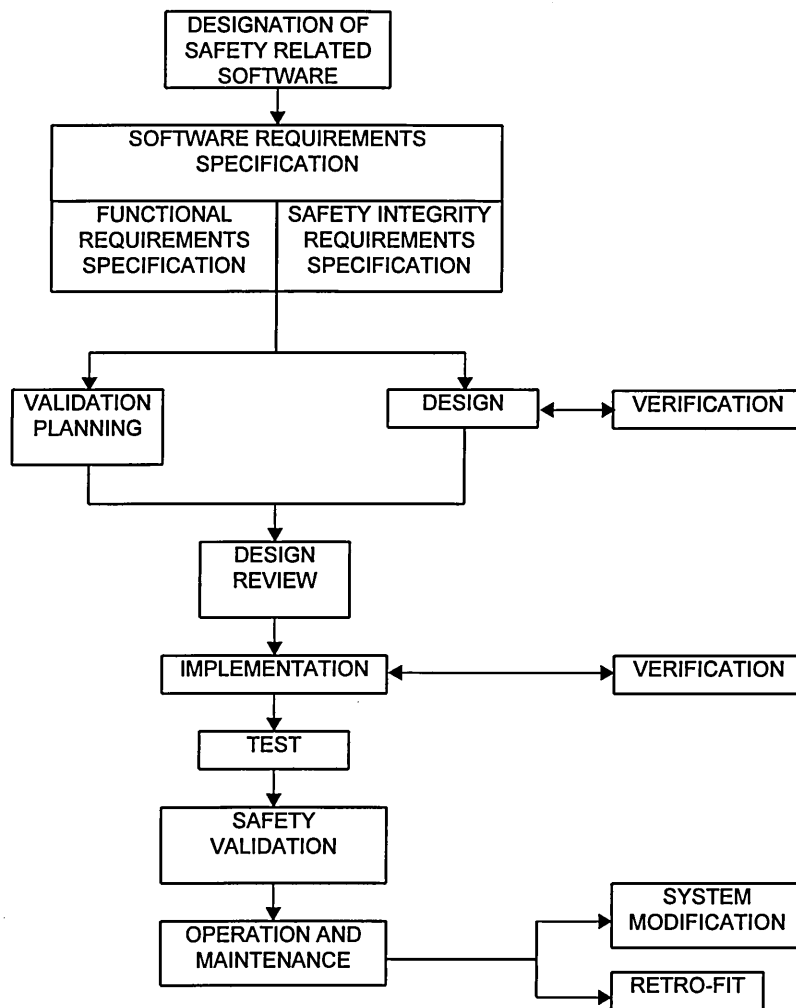 DESIGNATION OF
SAFETY RELATED
SOFTWARE
SOFTWARE REQUIREMENTS
SPECIFICATION
FUNCTIONAL
REQUIREMENTS
SPECIFICATION
SAFETY INTEGRITY
REQUIREMENTS
SPECIFICATION
VALIDATION
PLANNING
DESIGN
VERIFICATION
DESIGN
REVIEW
IMPLEMENTATION
VERIFICATION
TEST
SAFETY
VALIDATION
OPERATION AND
MAINTENANCE
SYSTEM
MODIFICATION
RETRO-FIT